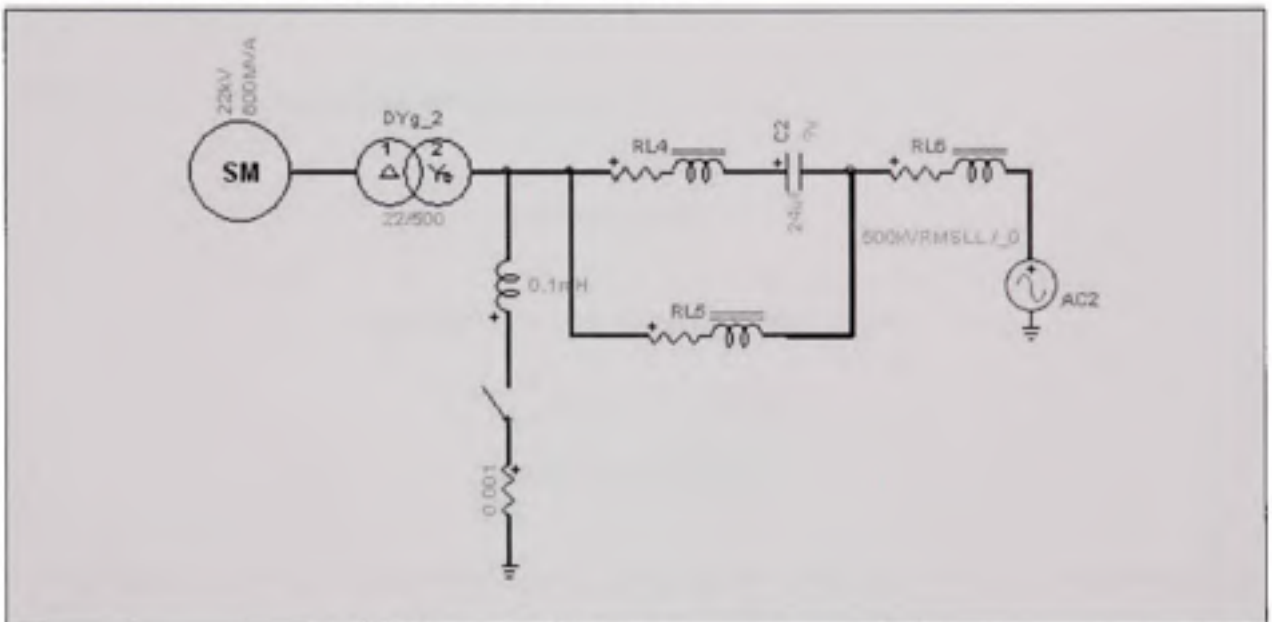 22kV
600MVA
SM
DYg_2
1
2
22/500
RL4
C2
RL6
0.1mH
RL5
500kVRMSLL /_0
AC2
0.001